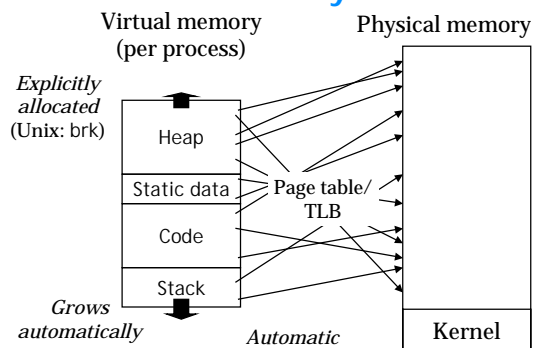 Virtual memory
(per process)
Physical memory
Explicitly
allocated
(Unix: brk)
Heap
Static data
Page table/
TLB
Code
Stack
Grows
automatically
Automatic
Kernel